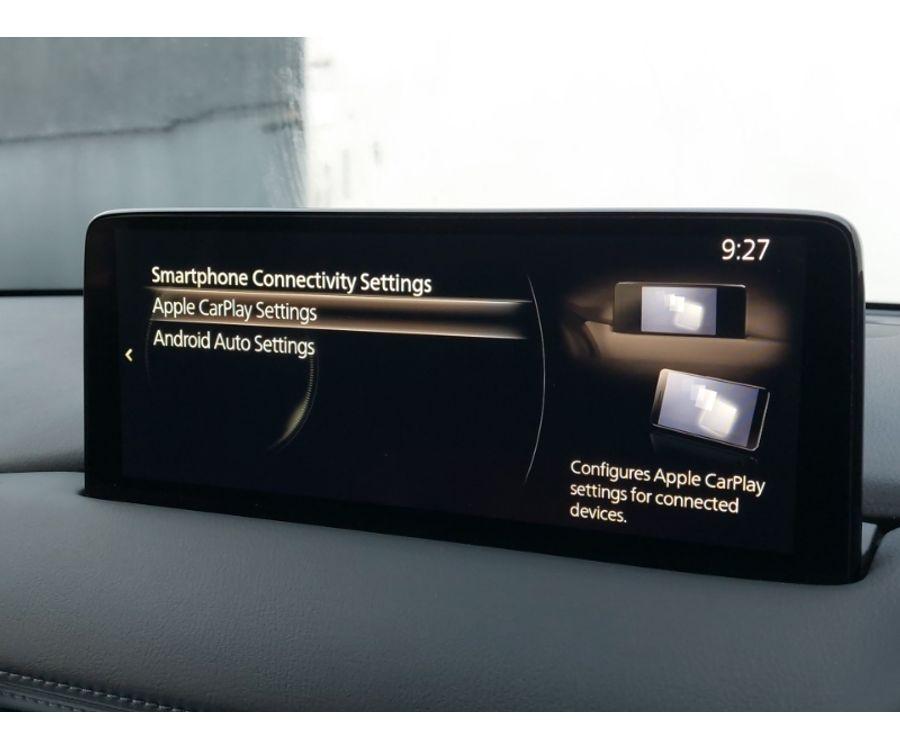 9:27
Smartphone Connectivity Settings
Apple CarPlay Settings
Android Auto Settings
Configures Apple CarPlay
settings for connected
devices.